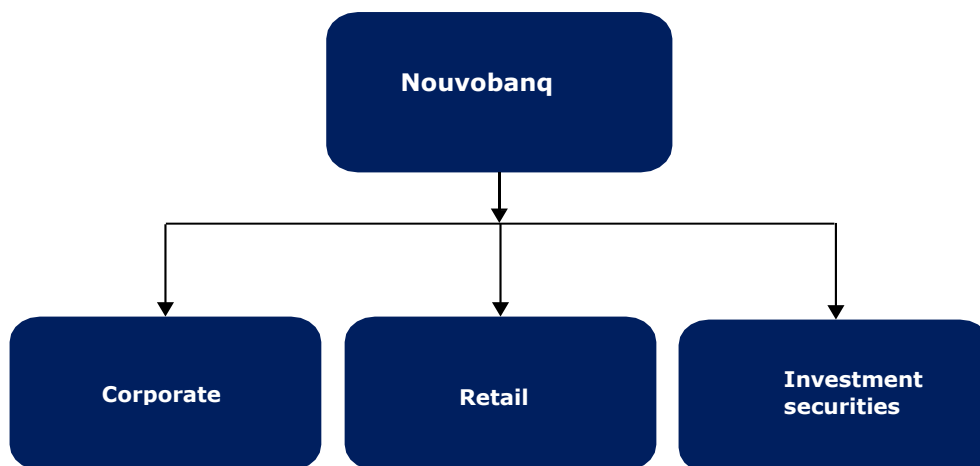 Nouvobanq
Corporate
Retail
Investment
securities